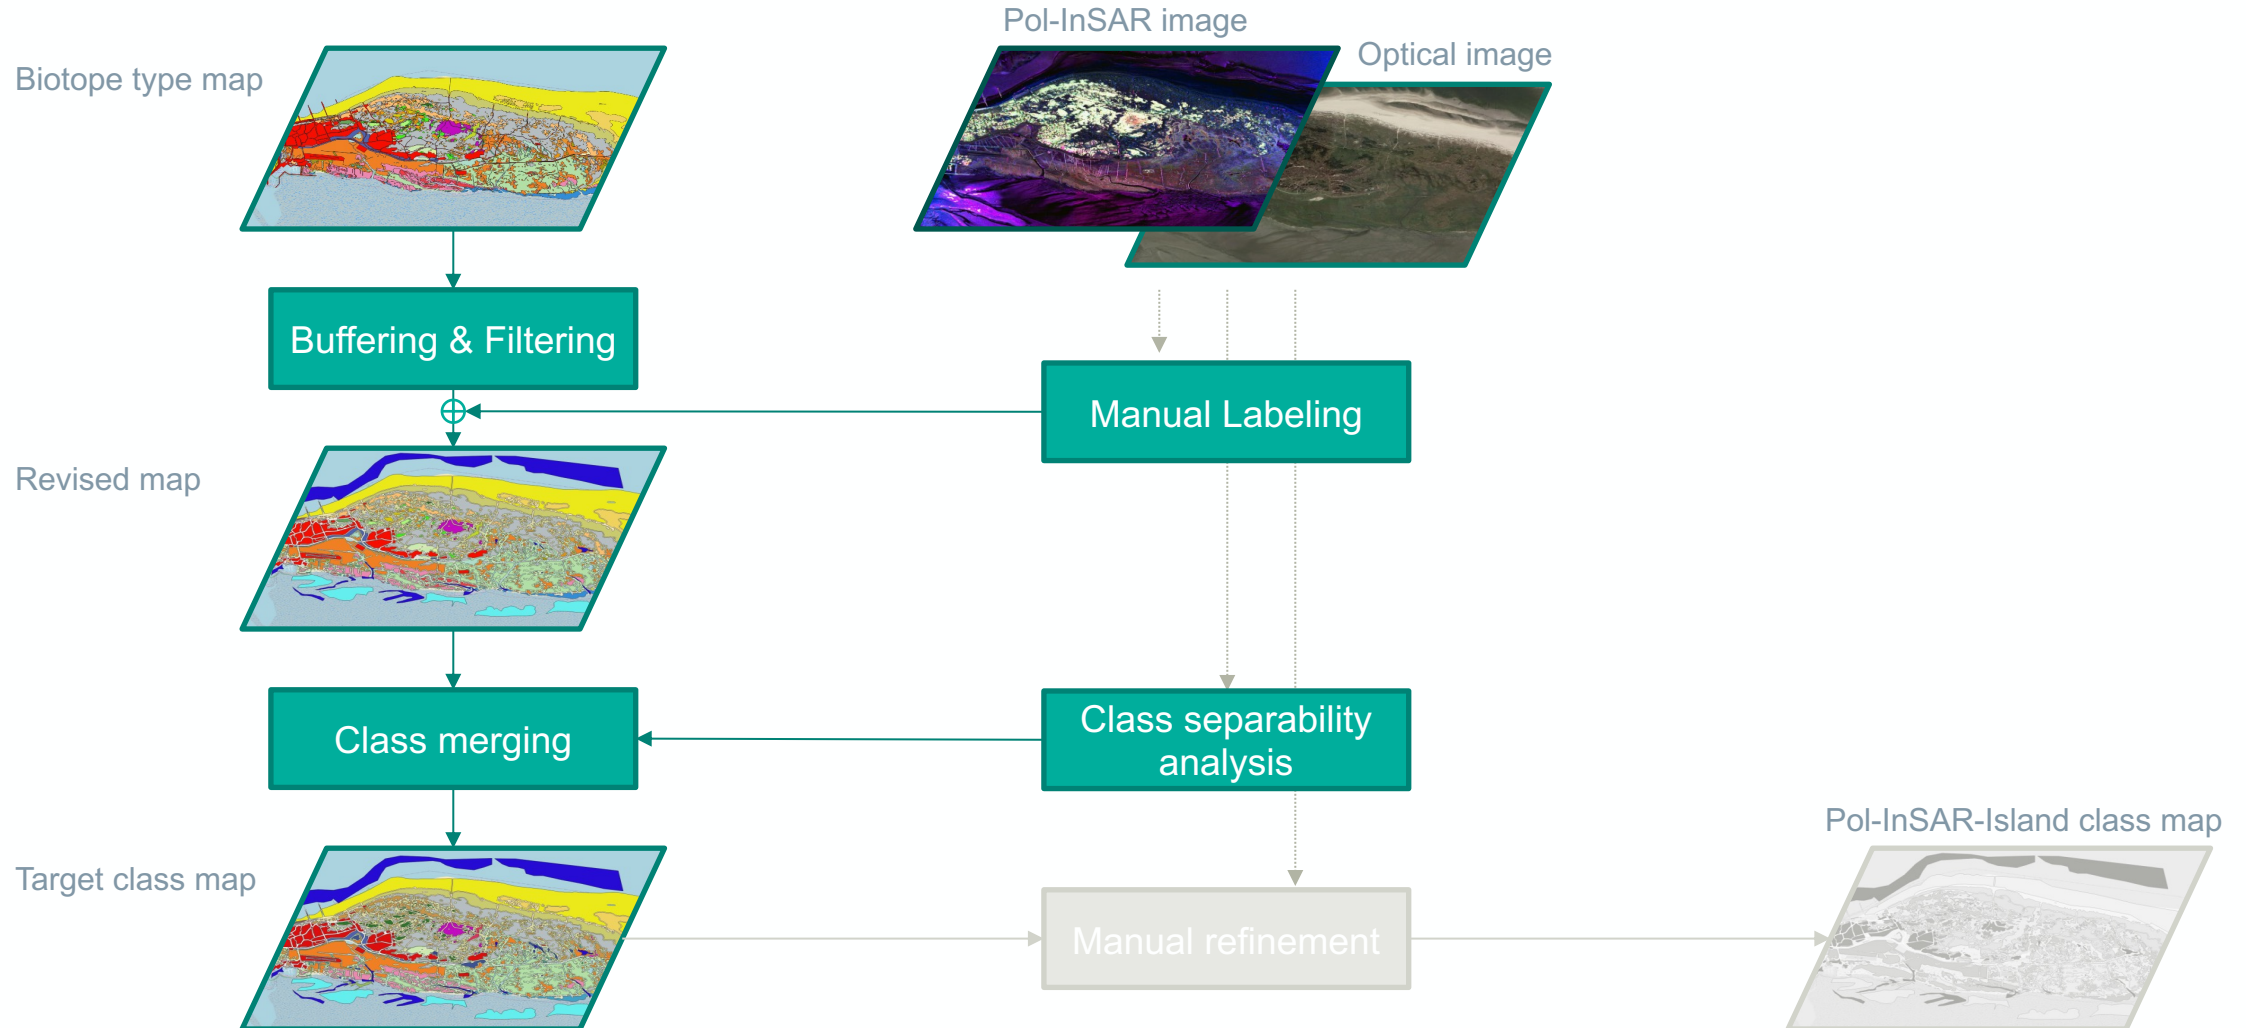 Pol-InSAR image
Optical image
Biotope type map
Buffering & Filtering
Manual Labeling
Revised map
Class separability
analysis
Class merging
Pol-InSAR-Island class map
Target class map
Manual refinement